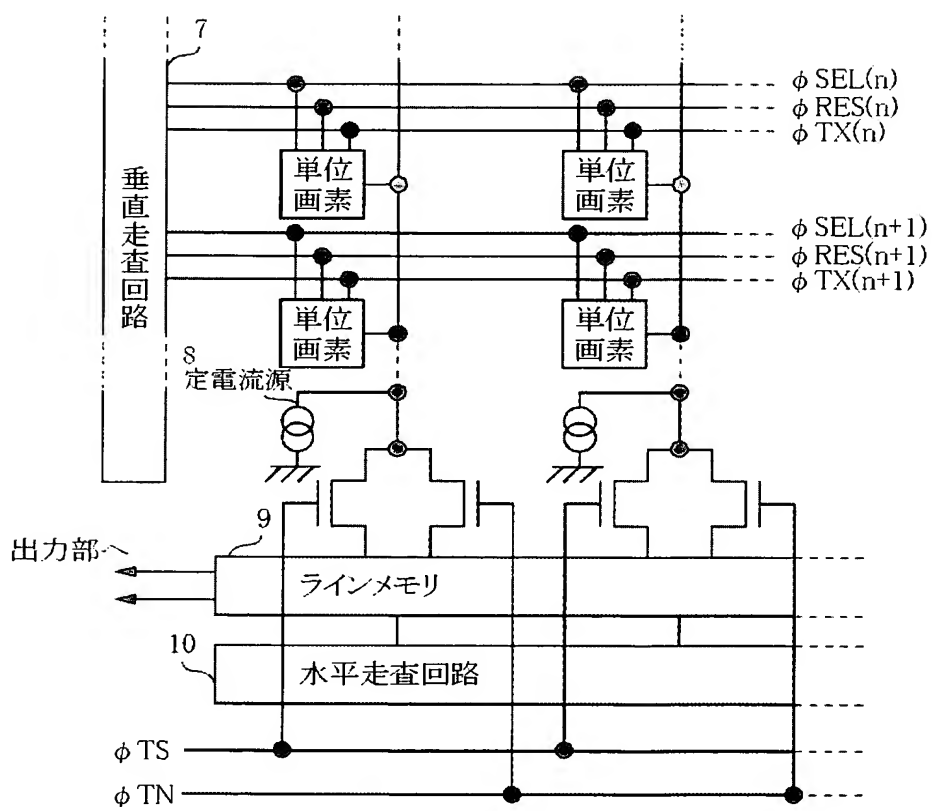 7
φSEL(n)
φRES(n)
φTX(n)
単位
画素
単位
画素
垂直走査回路
φSEL(n+1)
φRES(n+1)
φTX(n+1)
単位
画素
単位
画素
8
定電流源
9
出力部へ
ラインメモリ
10
水平走査回路
φTS
φTN